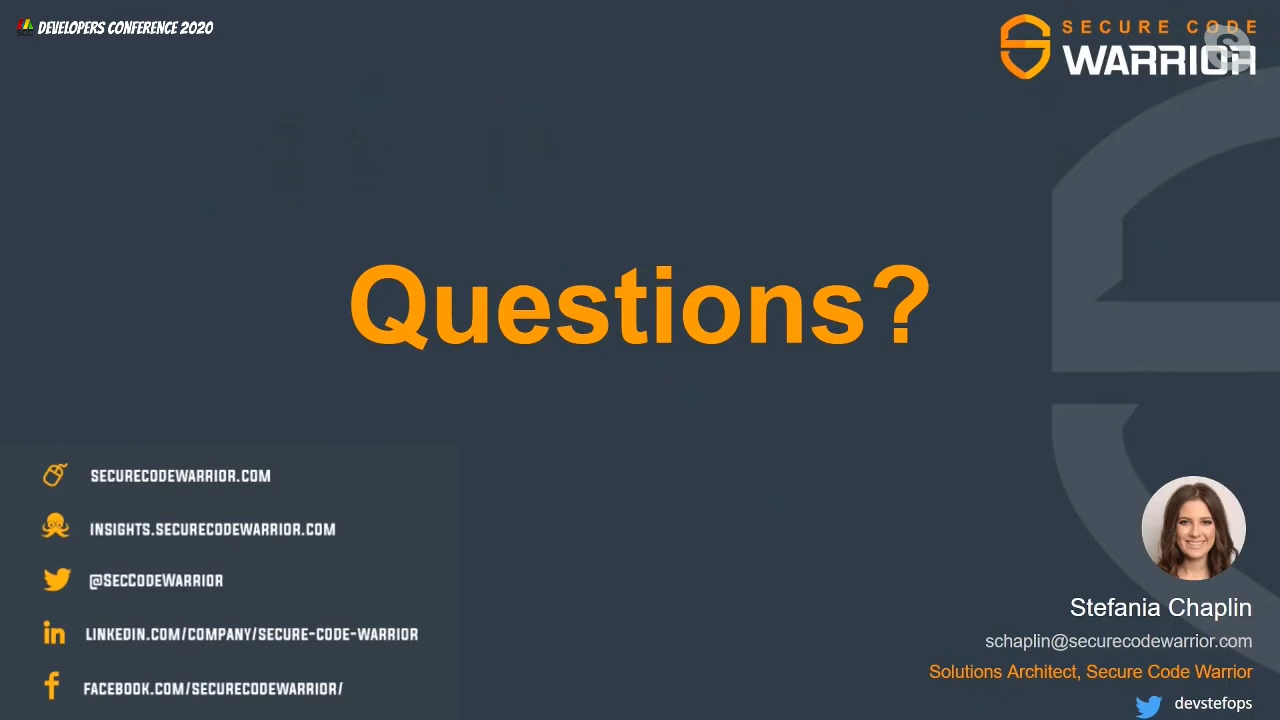 DEVELOPERS CONFERENCE 2020
SECURE CODE
WARRIOR
Questions?
SECURECODEWARRIOR.COM
INSIGHTS.SECURECODEWARRIOR.COM
@SECCODEWARRIOR
LINKEDIN.COM/COMPANY/SECURE-CODE-WARRIOR
FACEBOOK.COM/SECURECODEWARRIOR/
Stefania Chaplin
schaplin@securecodewarrior.com
Solutions Architect, Secure Code Warrior
devstefops